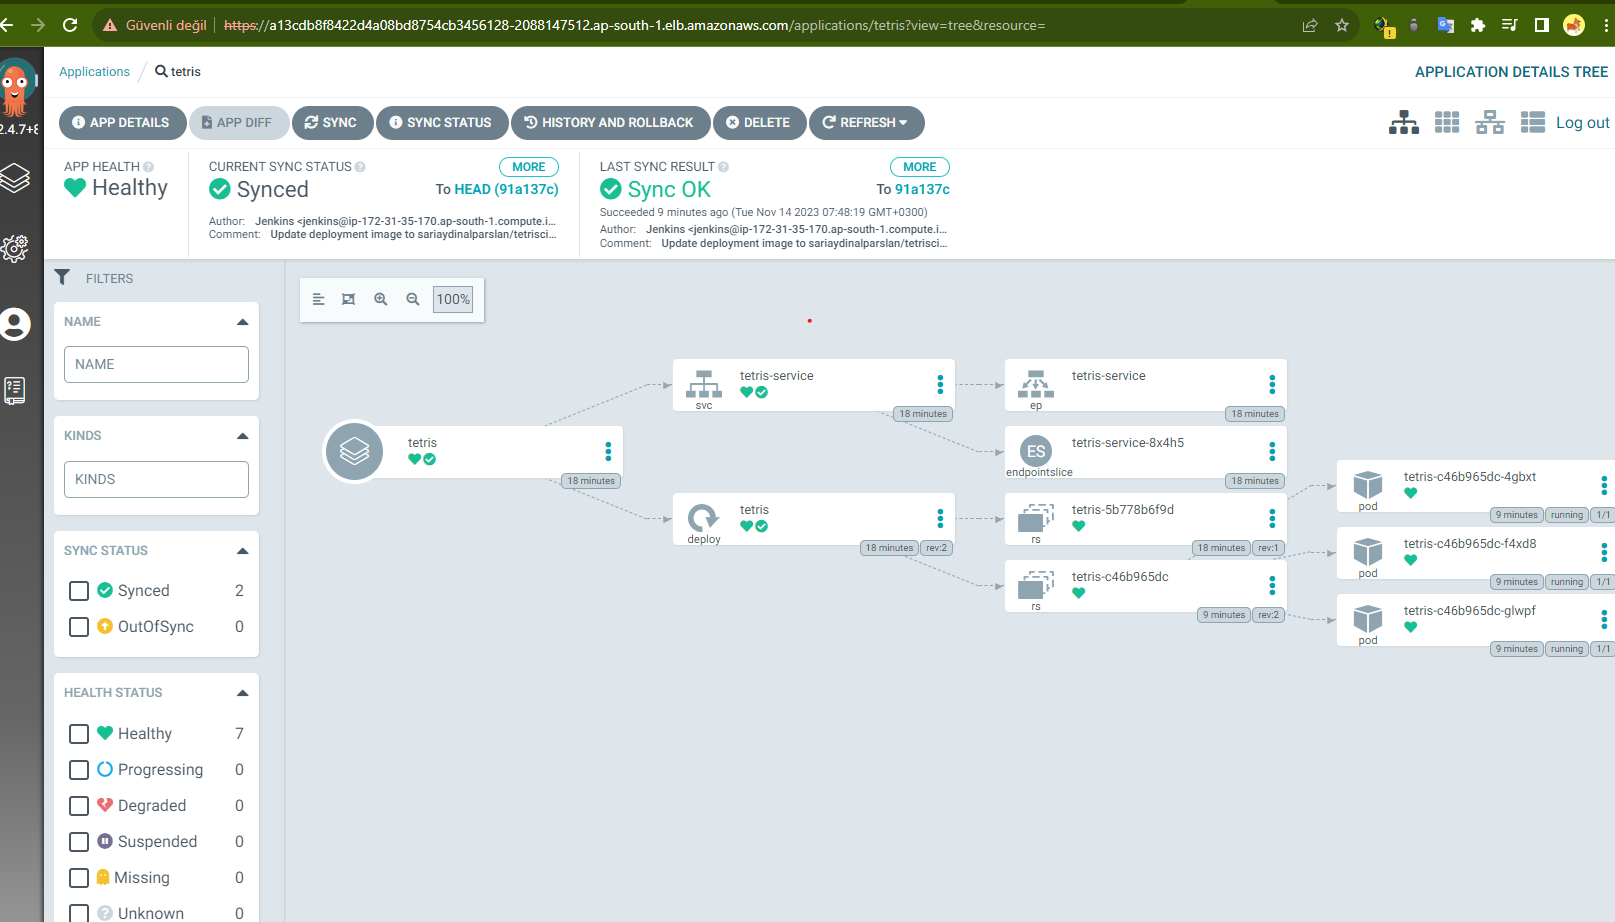 Güvenli değil
https://a13cdb8f8422d4a08bd8754cb3456128-2088147512.ap-south-1.elb.amazonaws.com/applications/tetris?view=tree&resource=
Applications / tetris
APPLICATION DETAILS TREE
2.4.7+8
APP DETAILS
APP DIFF
SYNC
SYNC STATUS
HISTORY AND ROLLBACK
DELETE
REFRESH
Log out
APP HEALTH
Healthy
CURRENT SYNC STATUS
MORE
Synced
To HEAD (91a137c)
Author: Jenkins <jenkins@ip-172-31-35-170.ap-south-1.compute.i...
Comment: Update deployment image to sariaydinalparslan/tetrisci...
LAST SYNC RESULT
MORE
Sync OK
To 91a137c
Succeeded 9 minutes ago (Tue Nov 14 2023 07:48:19 GMT+0300)
Author: Jenkins <jenkins@ip-172-31-35-170.ap-south-1.compute.i...
Comment: Update deployment image to sariaydinalparslan/tetrisci...
FILTERS
NAME
NAME
KINDS
KINDS
SYNC STATUS
Synced 2
OutOfSync 0
HEALTH STATUS
Healthy 7
Progressing 0
Degraded 0
Suspended 0
Missing 0
Unknown 0
100%
tetris
18 minutes
tetris-service
svc
18 minutes
tetris
deploy
18 minutes rev:2
tetris-service
ep
18 minutes
ES
tetris-service-8x4h5
endpointslice
18 minutes
tetris-5b778b6f9d
rs
18 minutes rev:1
tetris-c46b965dc
rs
9 minutes rev:2
tetris-c46b965dc-4gbxt
pod
9 minutes running 1/1
tetris-c46b965dc-f4xd8
pod
9 minutes running 1/1
tetris-c46b965dc-glwpf
pod
9 minutes running 1/1